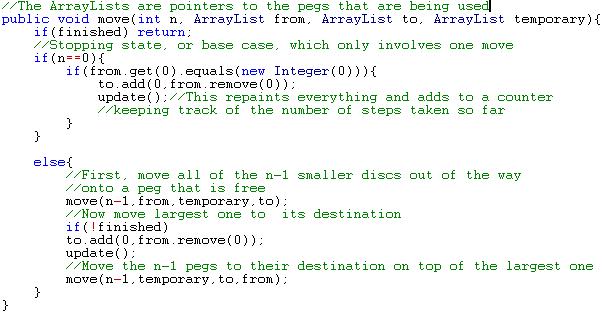 //The ArrayLists are pointers to the pegs that are being used
public void move(int n, ArrayList from, ArrayList to, ArrayList temporary){
if(finished) return;
//Stopping state, or base case, which only involves one move
if(n==0){
if(from.get(0).equals(new Integer(0))){
to.add(0,from.remove(0));
update();//This repaints everything and adds to a counter
//keeping track of the number of steps taken so far
}
}
else{
//First, move all of the n-1 smaller discs out of the way
//onto a peg that is free
move(n-1,from,temporary,to);
//Now move largest one to  its destination
if(!finished)
to.add(0,from.remove(0));
update();
//Move the n-1 pegs to their destination on top of the largest one
move(n-1,temporary,to,from);
}
}